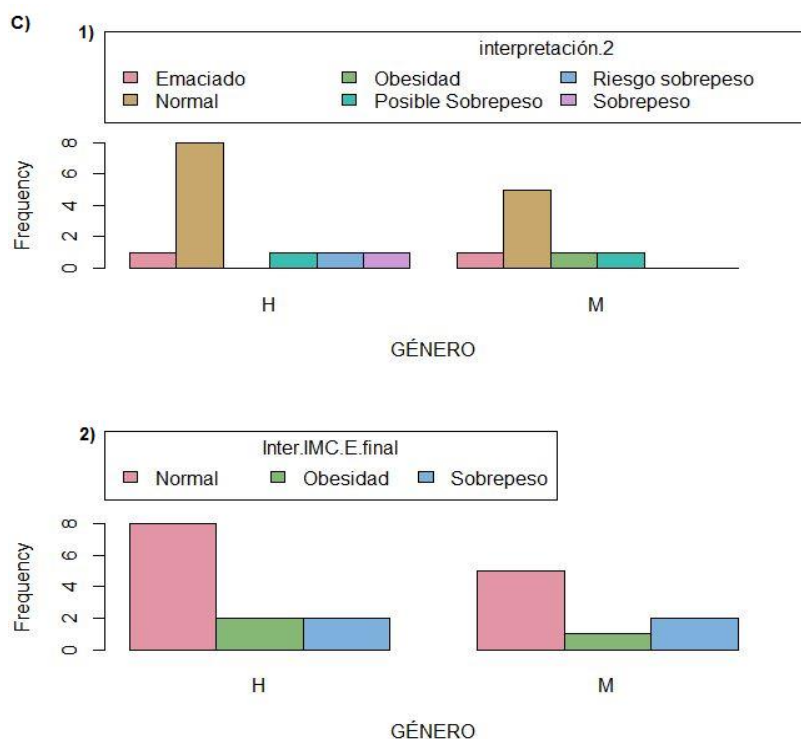 C)
1)
interpretación.2
Emaciado Obesidad Riesgo sobrepeso
Normal Posible Sobrepeso Sobrepeso
Frequency
8
6
4
2
0
H M
GÉNERO
2)
Inter.IMC.E.final
Normal Obesidad Sobrepeso
Frequency
8
6
4
2
0
H M
GÉNERO